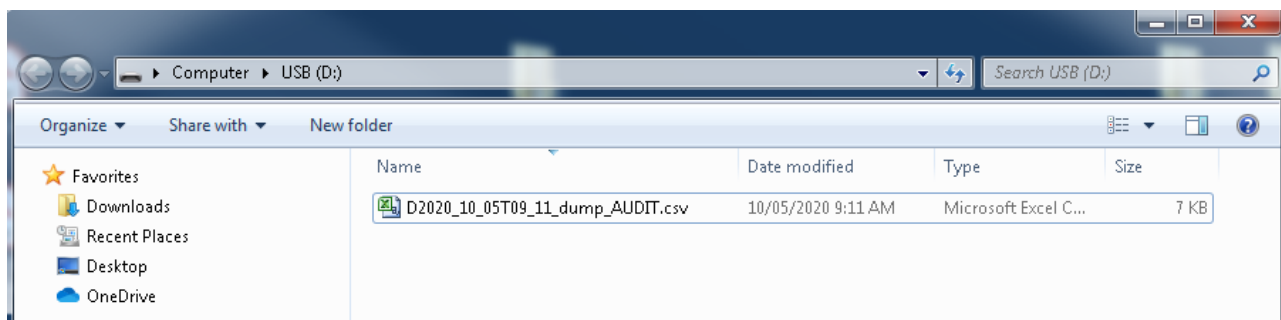 Computer ▸ USB (D:) Search USB (D:)
Organize Share with New folder
Favorites
Downloads
Recent Places
Desktop
OneDrive
Name Date modified Type Size
D2020_10_05T09_11_dump_AUDIT.csv 10/05/2020 9:11 AM Microsoft Excel C... 7 KB